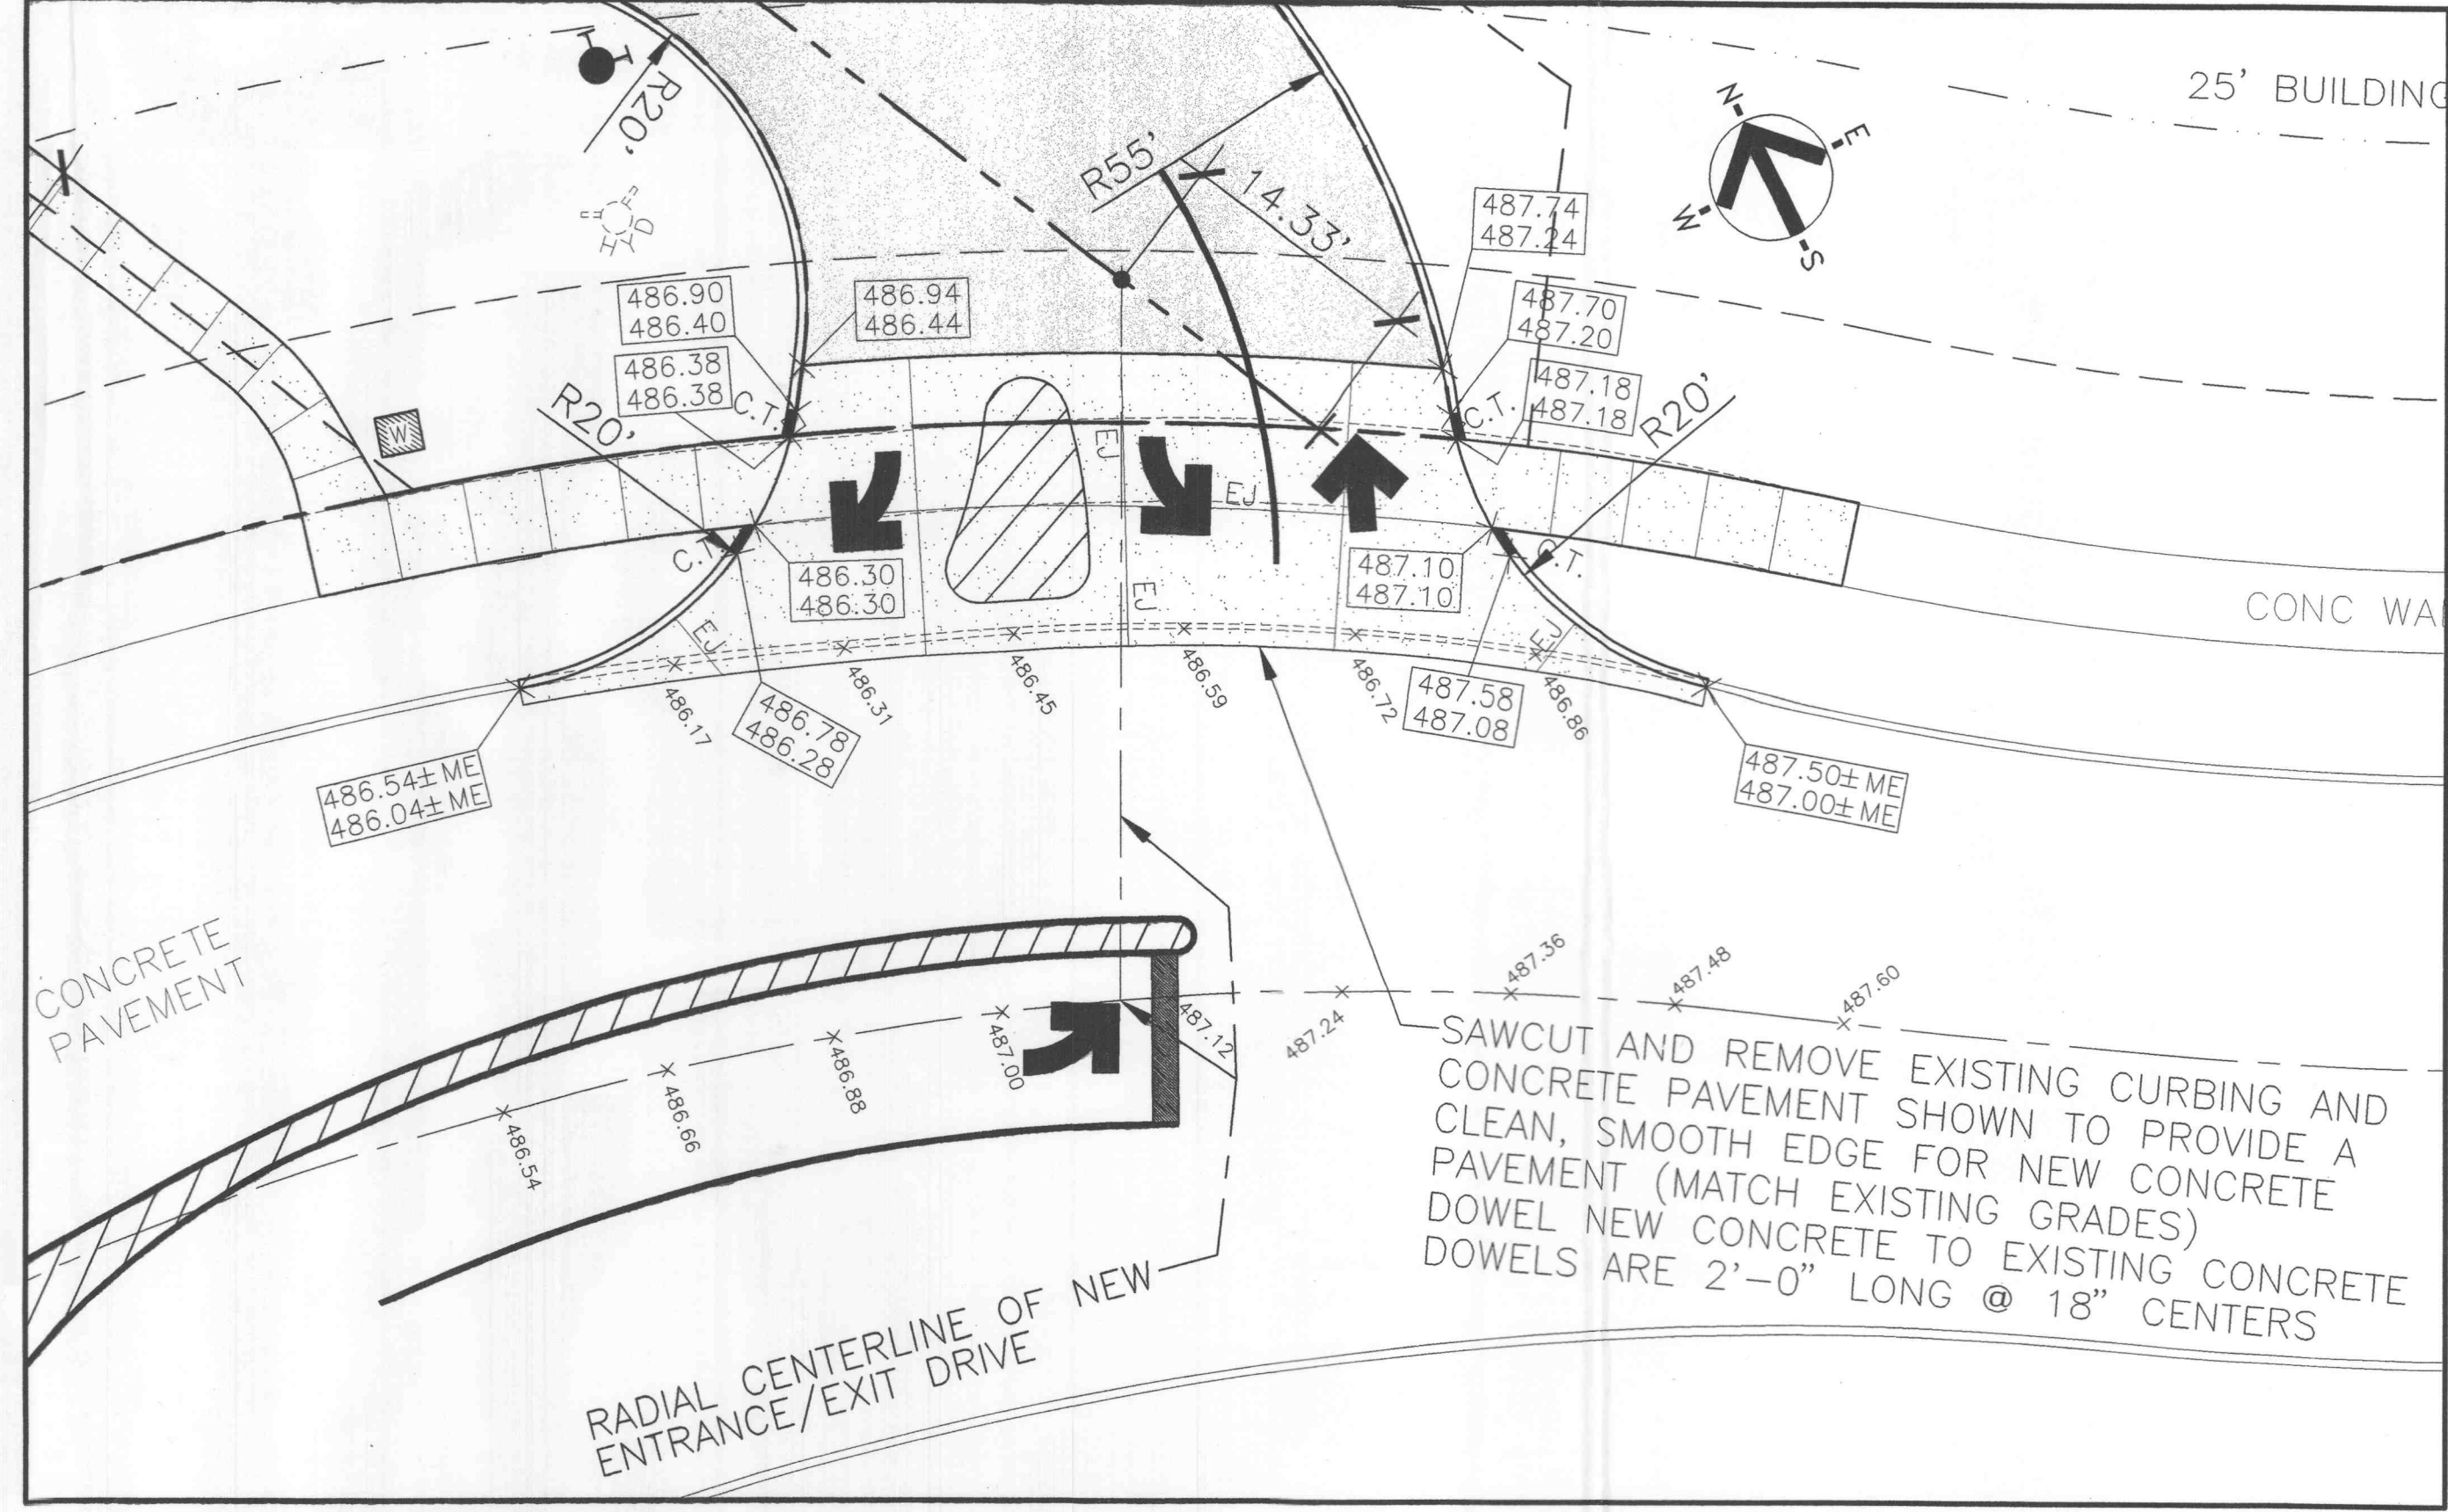 25' BUILDING
N
E
W
S
R20'
R55'
14.33'
HYD
487.74
487.24
486.90
486.40
486.94
486.44
487.70
487.20
486.38
486.38
487.18
487.18
C.T.
C.T.
R20'
R20'
W
EJ
EJ
C.T.
C.T.
486.30
486.30
487.10
487.10
EJ
EJ
EJ
CONC WA
486.17
486.31
486.45
486.59
486.72
486.86
486.78
486.28
487.58
487.08
486.54± ME
486.04± ME
487.50± ME
487.00± ME
CONCRETE
PAVEMENT
486.54
486.66
486.88
487.00
487.12
487.24
487.36
487.48
487.60
SAWCUT AND REMOVE EXISTING CURBING AND
CONCRETE PAVEMENT SHOWN TO PROVIDE A
CLEAN, SMOOTH EDGE FOR NEW CONCRETE
PAVEMENT (MATCH EXISTING GRADES)
DOWEL NEW CONCRETE TO EXISTING CONCRETE
DOWELS ARE 2'-0" LONG @ 18" CENTERS
RADIAL CENTERLINE OF NEW
ENTRANCE/EXIT DRIVE